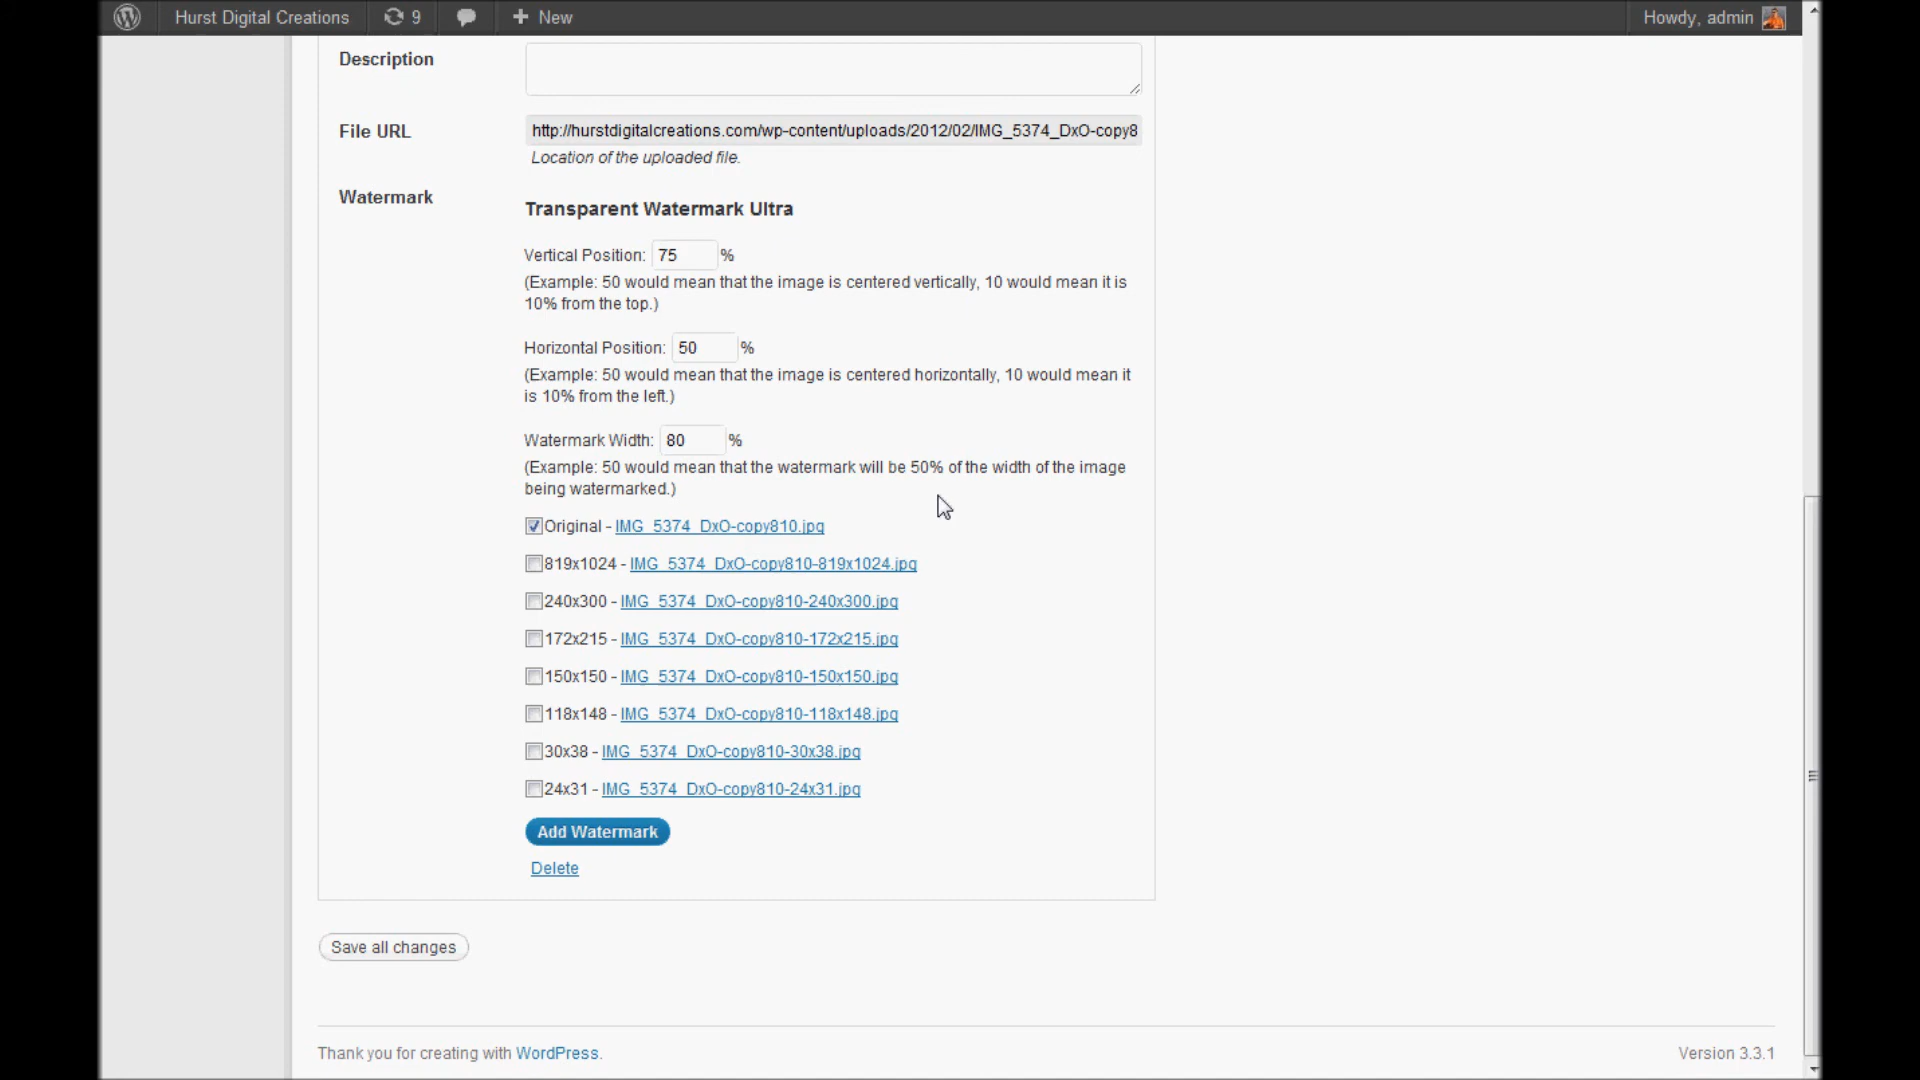 Hurst Digital Creations 9 + New Howdy, admin
Description
File URL http://hurstdigitalcreations.com/wp-content/uploads/2012/02/IMG_5374_DxO-copy8
Location of the uploaded file.
Watermark
Transparent Watermark Ultra
Vertical Position: 75 %
(Example: 50 would mean that the image is centered vertically, 10 would mean it is
10% from the top.)
Horizontal Position: 50 %
(Example: 50 would mean that the image is centered horizontally, 10 would mean it
is 10% from the left.)
Watermark Width: 80 %
(Example: 50 would mean that the watermark will be 50% of the width of the image
being watermarked.)
Original - IMG_5374_DxO-copy810.jpg
819x1024 - IMG_5374_DxO-copy810-819x1024.jpg
240x300 - IMG_5374_DxO-copy810-240x300.jpg
172x215 - IMG_5374_DxO-copy810-172x215.jpg
150x150 - IMG_5374_DxO-copy810-150x150.jpg
118x148 - IMG_5374_DxO-copy810-118x148.jpg
30x38 - IMG_5374_DxO-copy810-30x38.jpg
24x31 - IMG_5374_DxO-copy810-24x31.jpg
Add Watermark
Delete
Save all changes
Thank you for creating with WordPress. Version 3.3.1